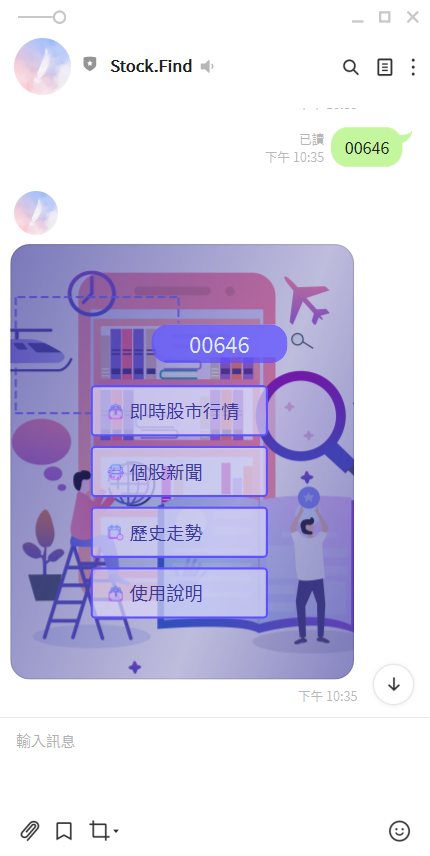 Stock.Find
已讀
下午 10:35
00646
00646
即時股市行情
個股新聞
歷史走勢
使用說明
下午 10:35
輸入訊息